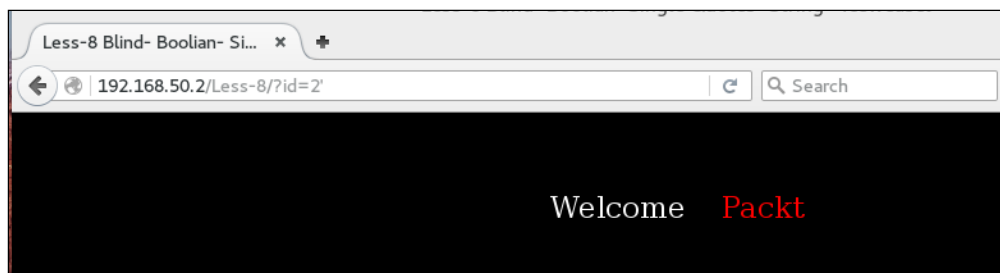 Less-8 Blind- Boolian- Si...
192.168.50.2/Less-8/?id=2'
Search
Welcome Packt